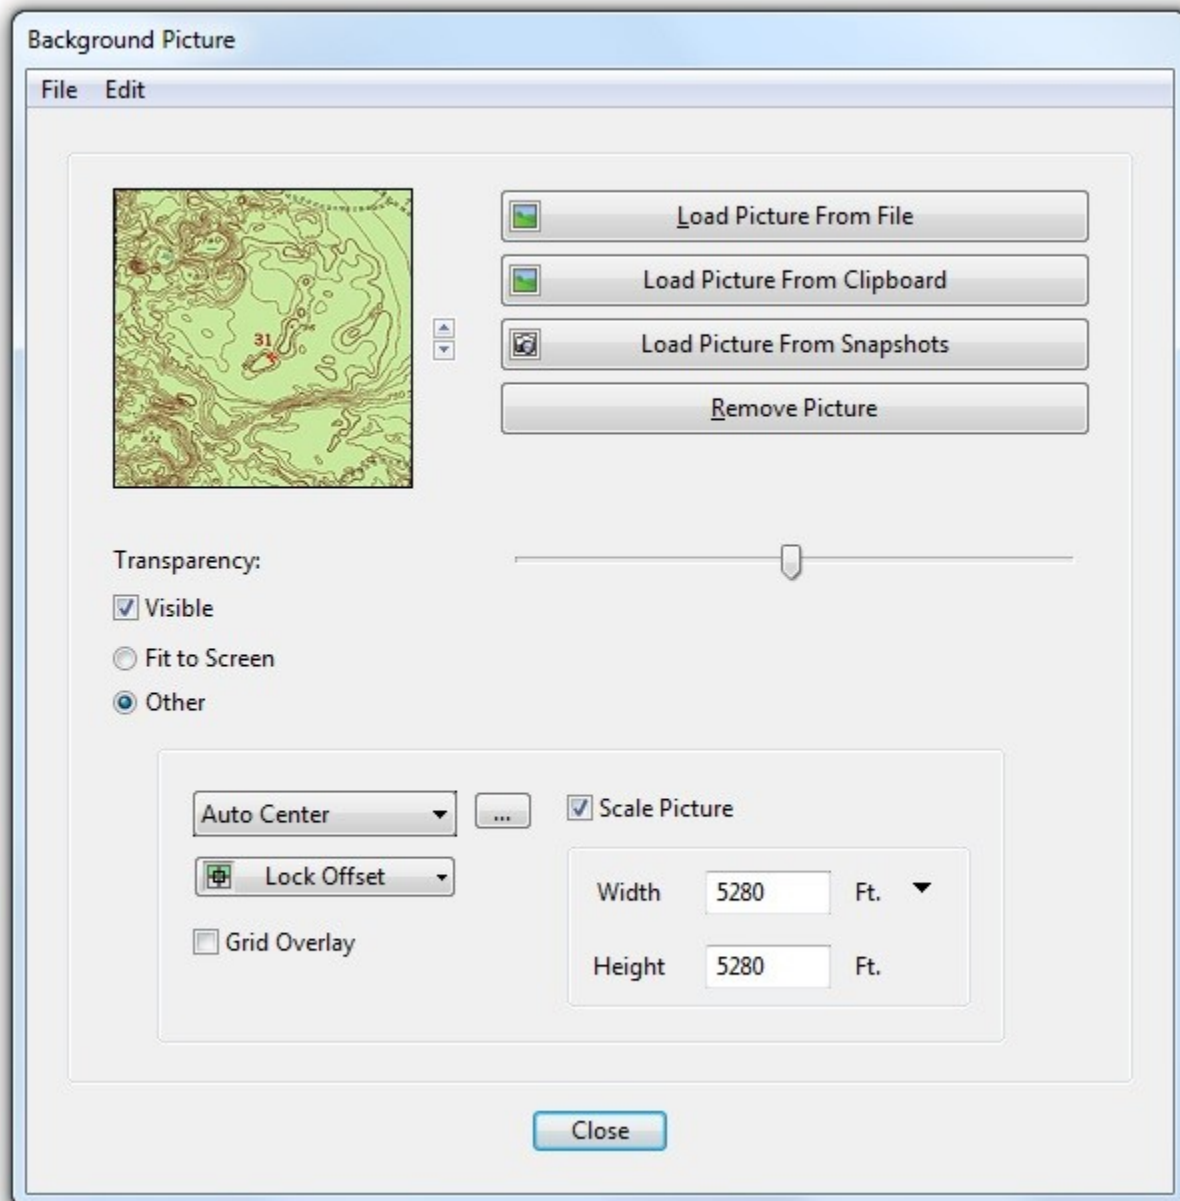 Background Picture
File Edit
Load Picture From File
Load Picture From Clipboard
31
Load Picture From Snapshots
Remove Picture
Transparency:
Visible
Fit to Screen
Other
Auto Center
...
Scale Picture
Lock Offset
Width 5280 Ft.
Grid Overlay
Height 5280 Ft.
Close